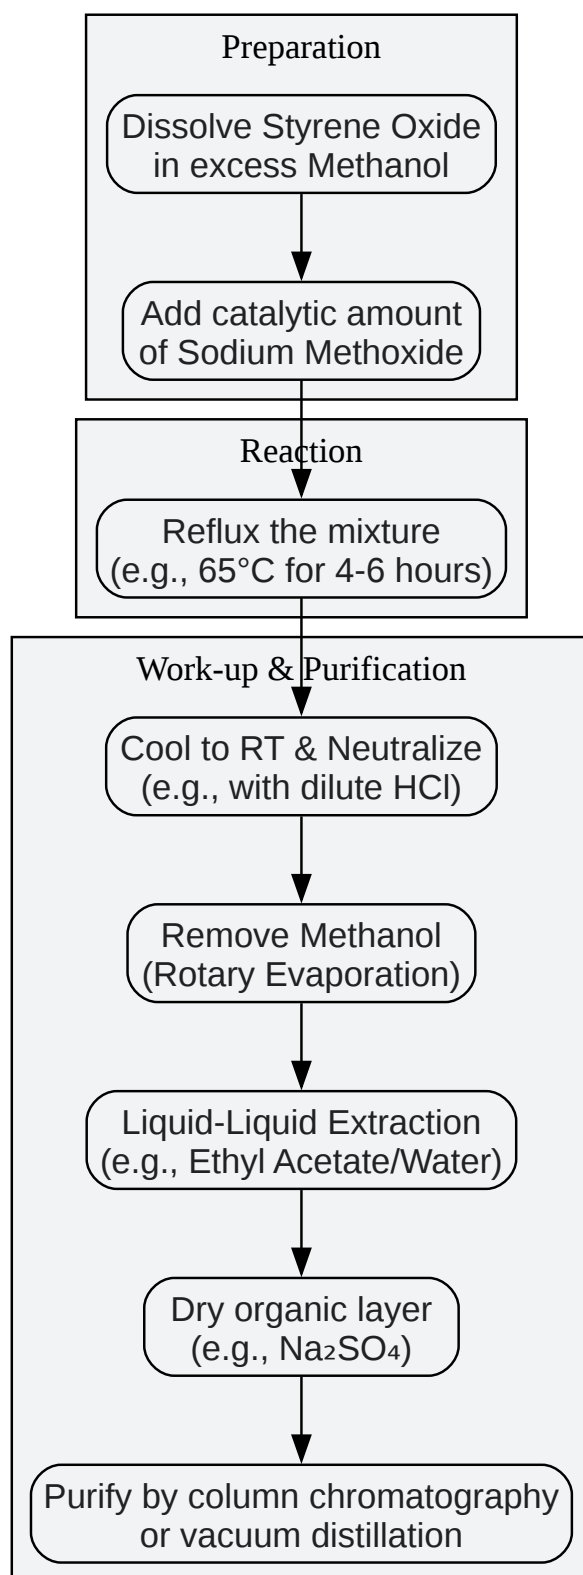 Preparation
Dissolve Styrene Oxide
in excess Methanol
Add catalytic amount
of Sodium Methoxide
Reaction
Reflux the mixture
(e.g., 65°C for 4-6 hours)
Work-up & Purification
Cool to RT & Neutralize
(e.g., with dilute HCl)
Remove Methanol
(Rotary Evaporation)
Liquid-Liquid Extraction
(e.g., Ethyl Acetate/Water)
Dry organic layer
(e.g., Na₂SO₄)
Purify by column chromatography
or vacuum distillation